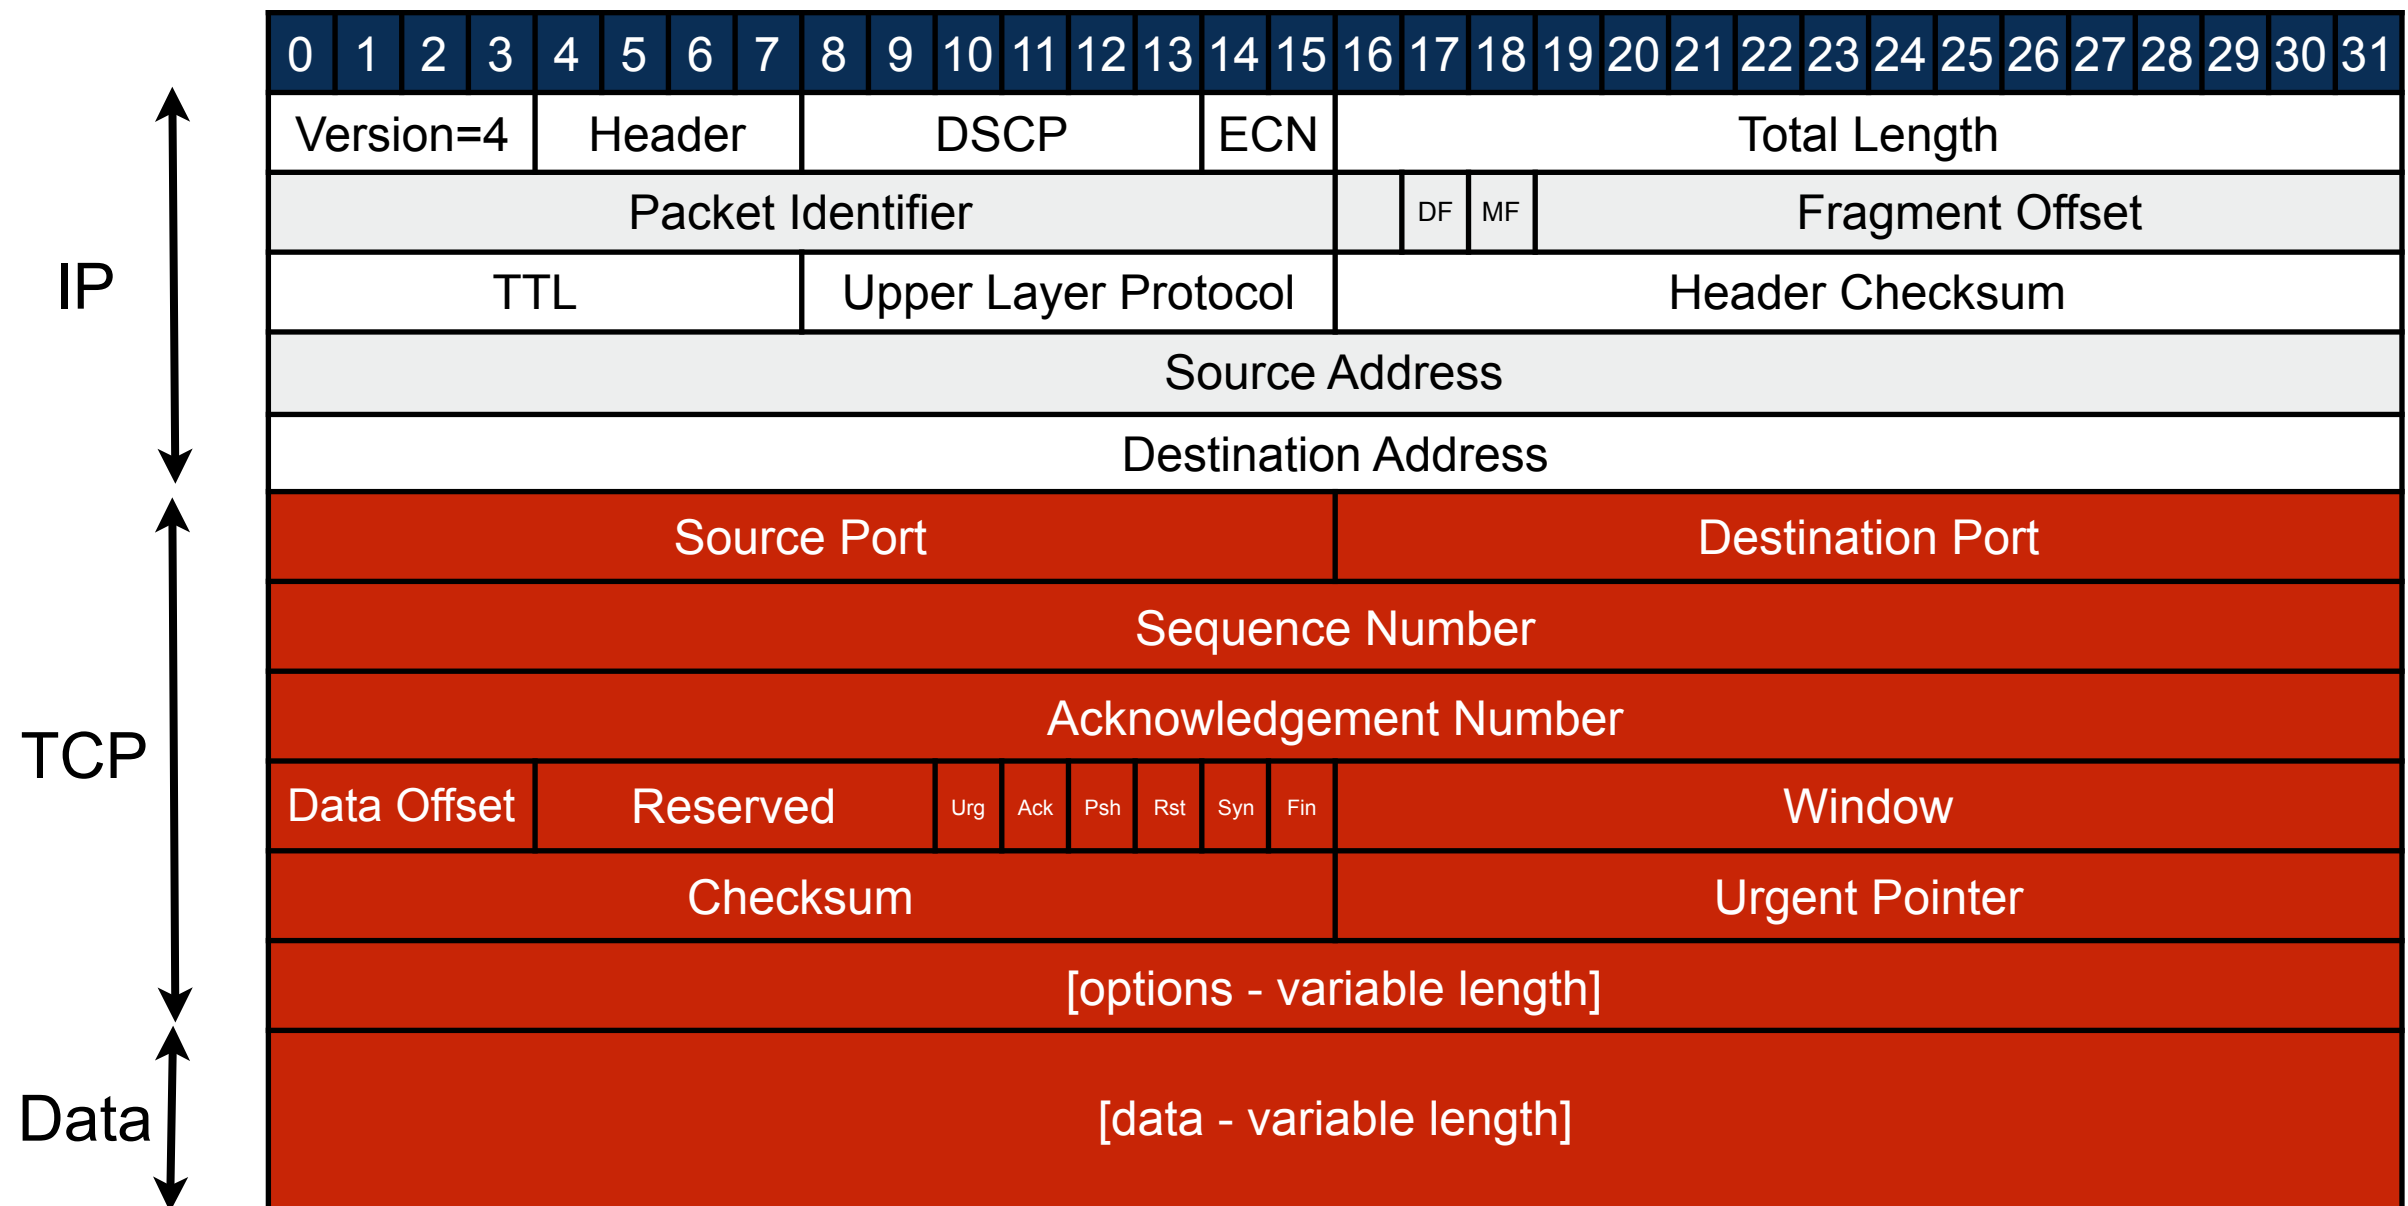 0 1 2 3 4 5 6 7 8 9 10 11 12 13 14 15 16 17 18 19 20 21 22 23 24 25 26 27 28 29 30 31
Version=4 Header DSCP ECN Total Length
Packet Identifier DF MF Fragment Offset
IP
TTL Upper Layer Protocol Header Checksum
Source Address
Destination Address
Source Port Destination Port
Sequence Number
Acknowledgement Number
TCP
Data Offset Reserved Urg Ack Psh Rst Syn Fin Window
Checksum Urgent Pointer
[options - variable length]
Data
[data - variable length]